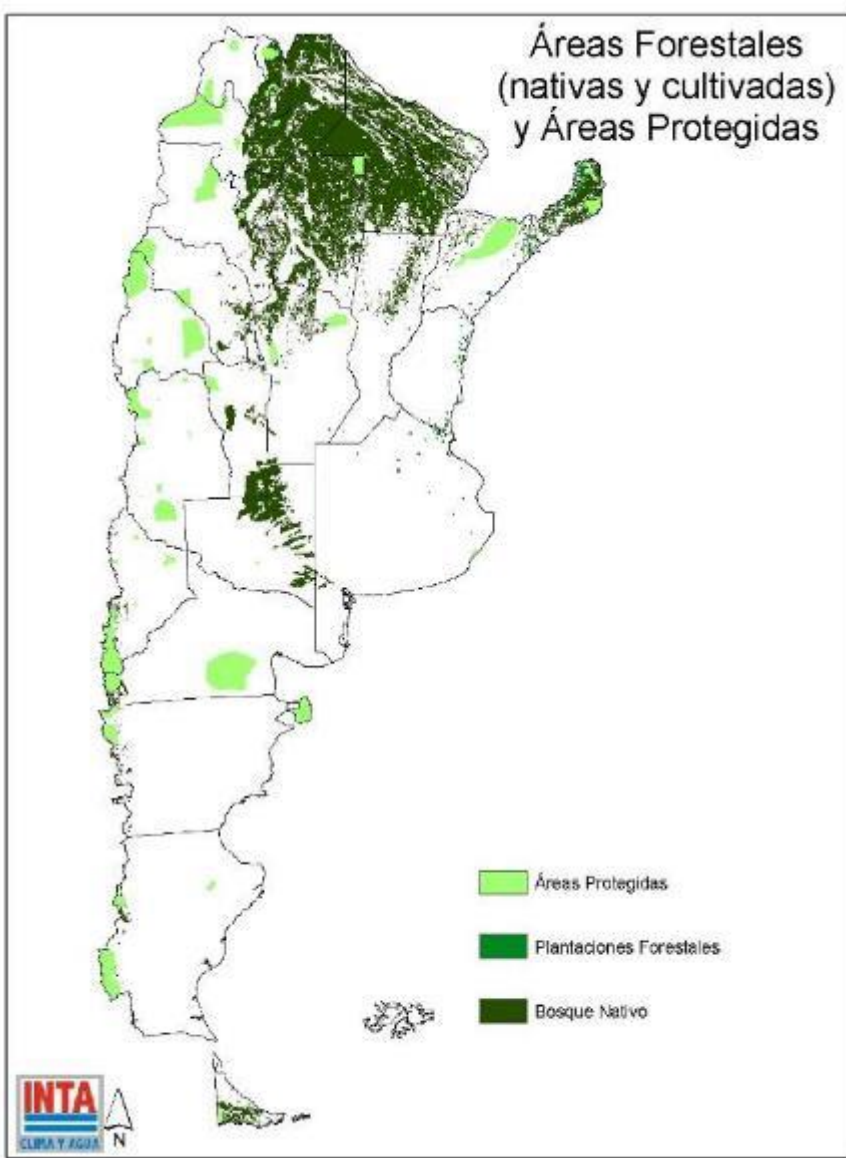 Áreas Forestales
(nativas y cultivadas)
y Áreas Protegidas
Áreas Protegidas
Plantaciones Forestales
Bosque Nativo
INTA
CLIMA Y AGUA
N